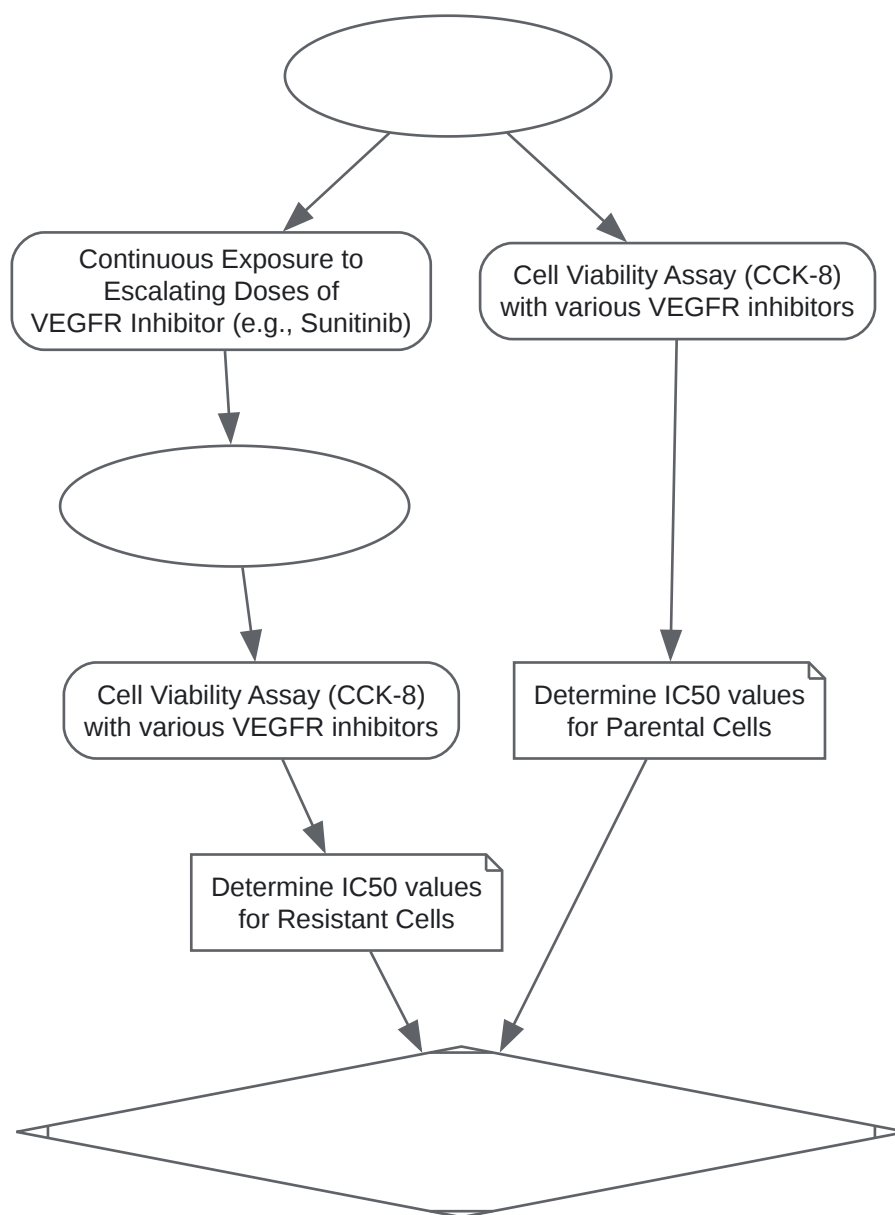 Continuous Exposure to
Escalating Doses of
VEGFR Inhibitor (e.g., Sunitinib)
Cell Viability Assay (CCK-8)
with various VEGFR inhibitors
Cell Viability Assay (CCK-8)
with various VEGFR inhibitors
Determine IC50 values
for Parental Cells
Determine IC50 values
for Resistant Cells